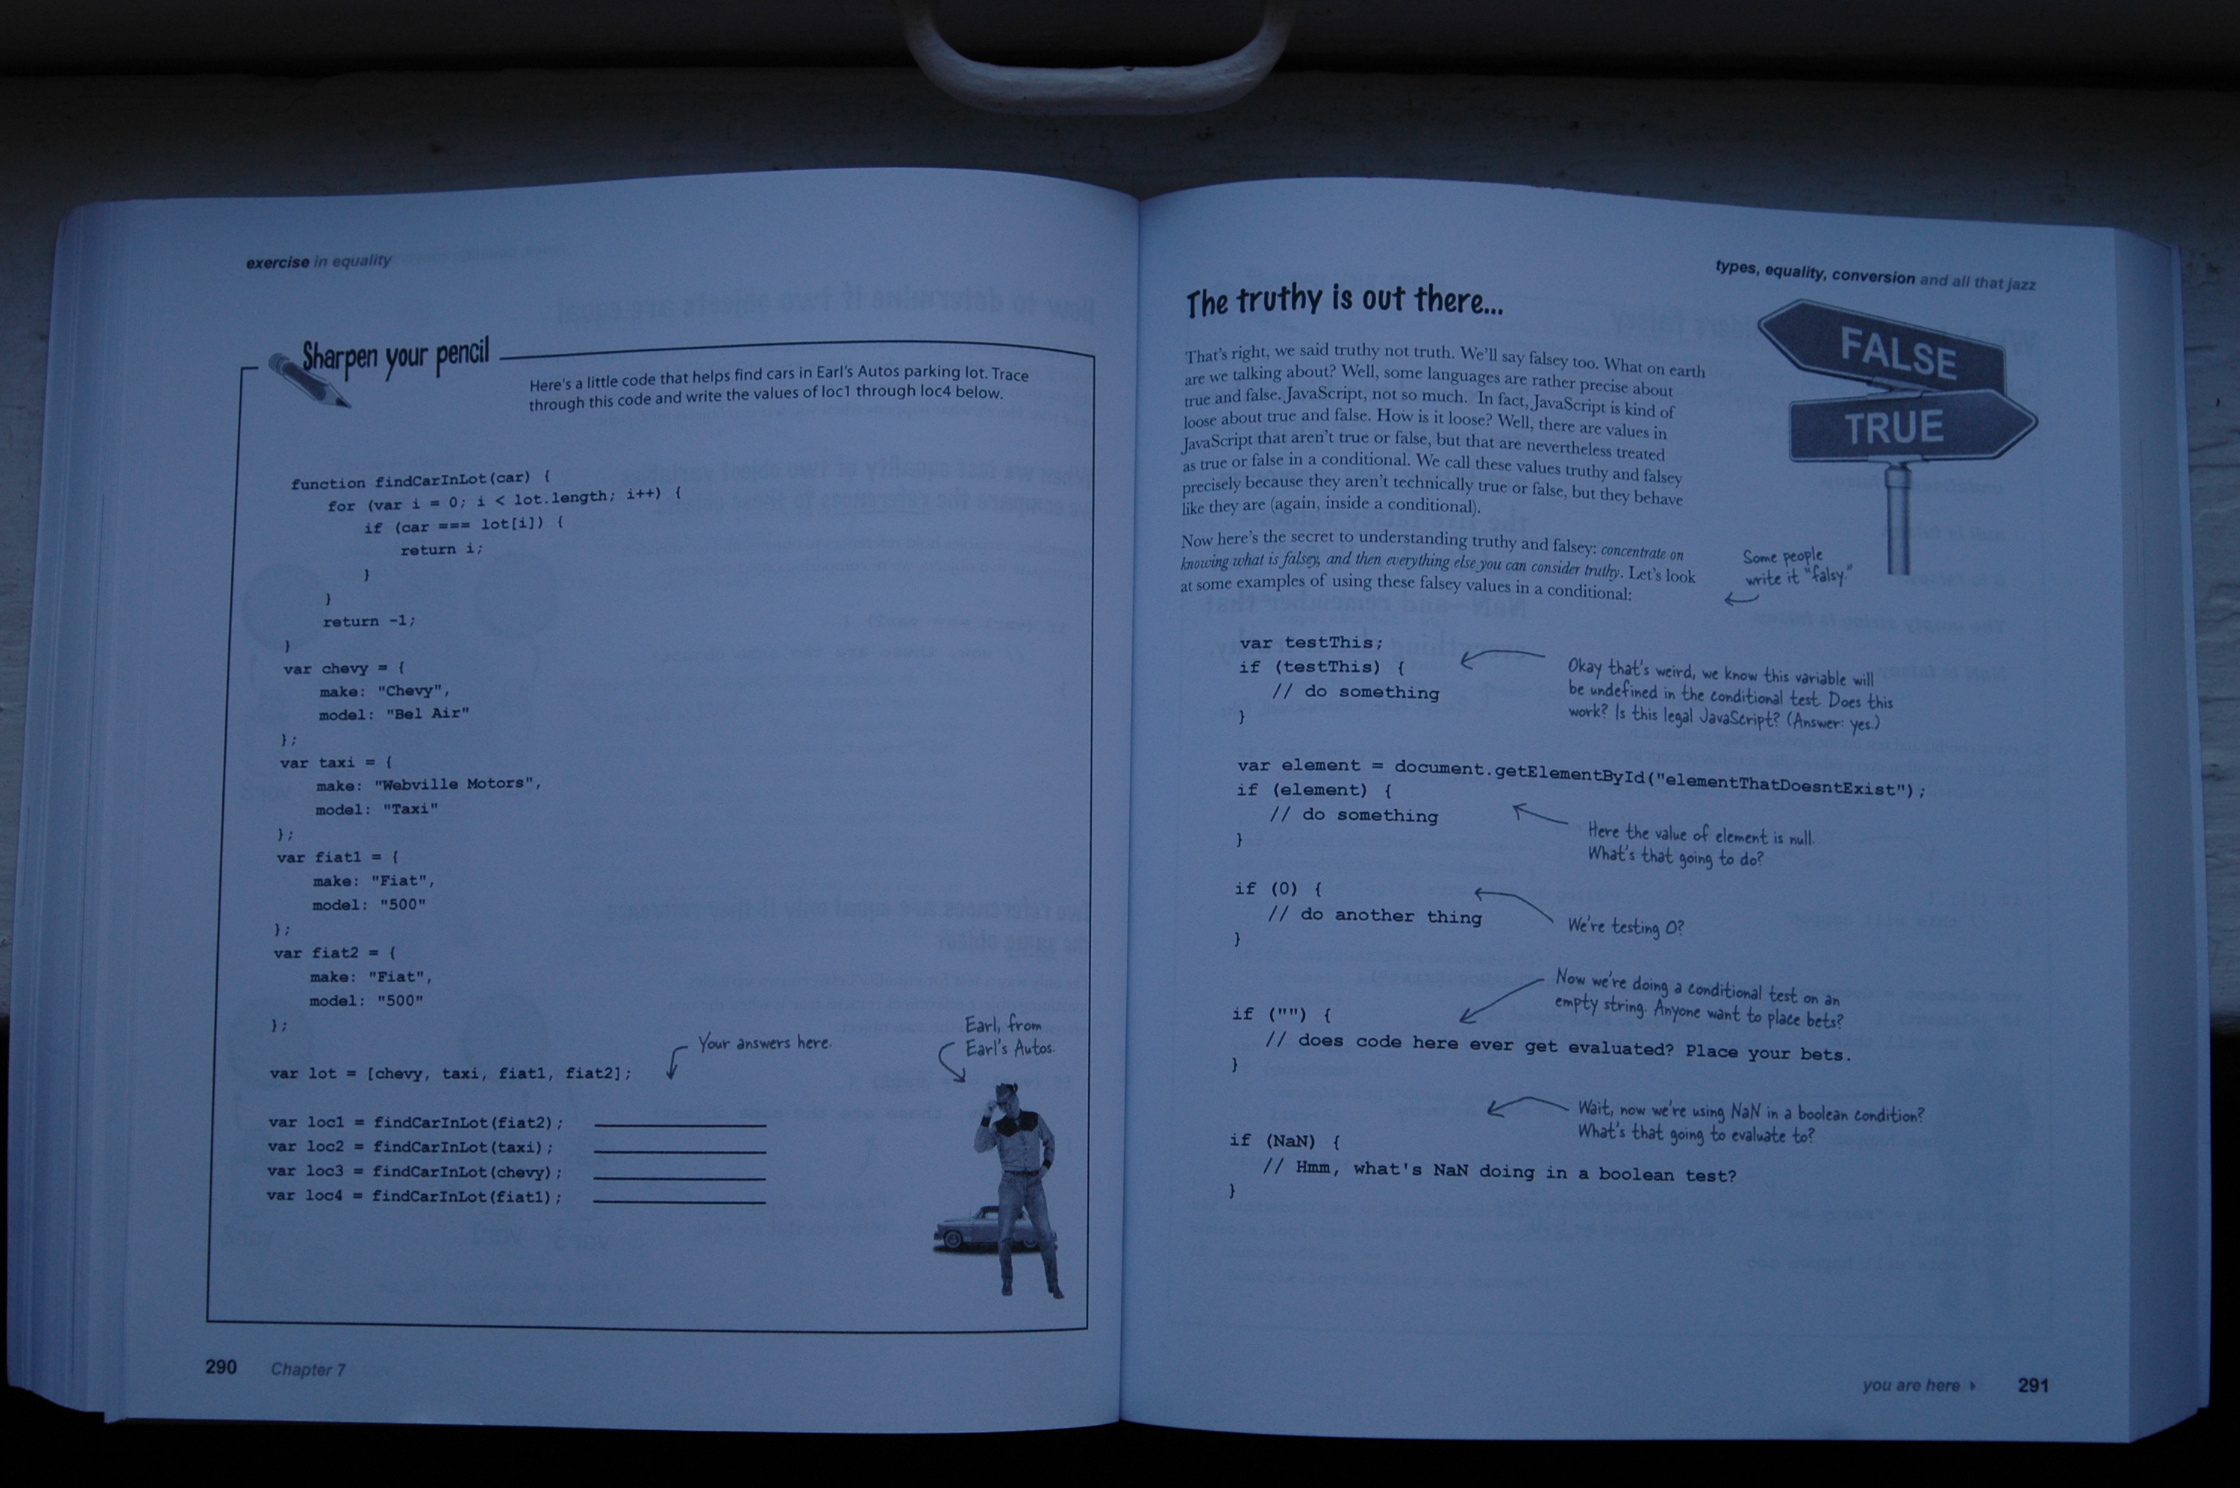 exercise in equality
Sharpen your pencil
Here's a little code that helps find cars in Earl's Autos parking lot. Trace
through this code and write the values of loc1 through loc4 below.
function findCarInLot(car) {
for (var i = 0; i < lot.length; i++) {
if (car === lot[i]) {
return i;
}
}
return -1;
}
var chevy = {
make: "Chevy",
model: "Bel Air"
};
var taxi = {
make: "Webville Motors",
model: "Taxi"
};
var fiat1 = {
make: "Fiat",
model: "500"
};
var fiat2 = {
make: "Fiat",
model: "500"
};
Your answers here.
Earl, from
Earl's Autos.
var lot = [chevy, taxi, fiat1, fiat2];
var loc1 = findCarInLot(fiat2);
var loc2 = findCarInLot(taxi);
var loc3 = findCarInLot(chevy);
var loc4 = findCarInLot(fiat1);
290 Chapter 7
types, equality, conversion and all that jazz
The truthy is out there...
FALSE
TRUE
That's right, we said truthy not truth. We'll say falsey too. What on earth
are we talking about? Well, some languages are rather precise about
true and false. JavaScript, not so much. In fact, JavaScript is kind of
loose about true and false. How is it loose? Well, there are values in
JavaScript that aren't true or false, but that are nevertheless treated
as true or false in a conditional. We call these values truthy and falsey
precisely because they aren't technically true or false, but they behave
like they are (again, inside a conditional).
Some people
write it "falsy."
Now here's the secret to understanding truthy and falsey: concentrate on
knowing what is falsey, and then everything else you can consider truthy. Let's look
at some examples of using these falsey values in a conditional:
var testThis;
if (testThis) {
// do something
}
Okay that's weird, we know this variable will
be undefined in the conditional test. Does this
work? Is this legal JavaScript? (Answer: yes.)
var element = document.getElementById("elementThatDoesntExist");
if (element) {
// do something
}
Here the value of element is null.
What's that going to do?
if (0) {
// do another thing
}
We're testing 0?
if ("") {
// does code here ever get evaluated? Place your bets.
}
Now we're doing a conditional test on an
empty string. Anyone want to place bets?
if (NaN) {
// Hmm, what's NaN doing in a boolean test?
}
Wait, now we're using NaN in a boolean condition?
What's that going to evaluate to?
you are here ▸ 291